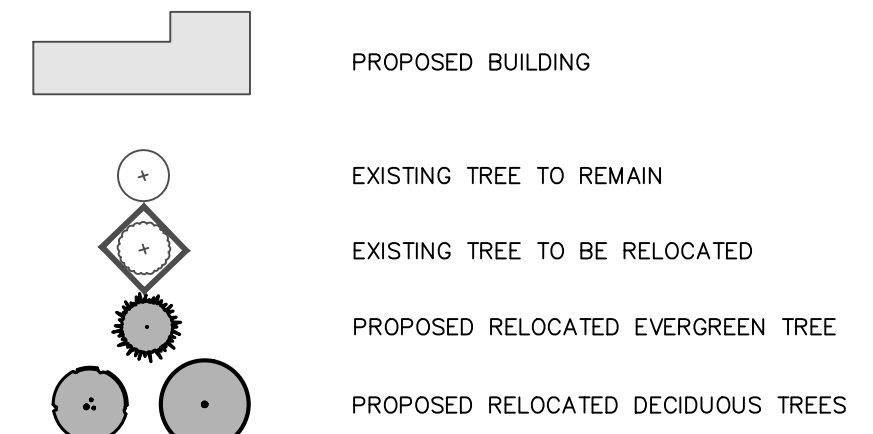 PROPOSED BUILDING
EXISTING TREE TO REMAIN
EXISTING TREE TO BE RELOCATED
PROPOSED RELOCATED EVERGREEN TREE
PROPOSED RELOCATED DECIDUOUS TREES